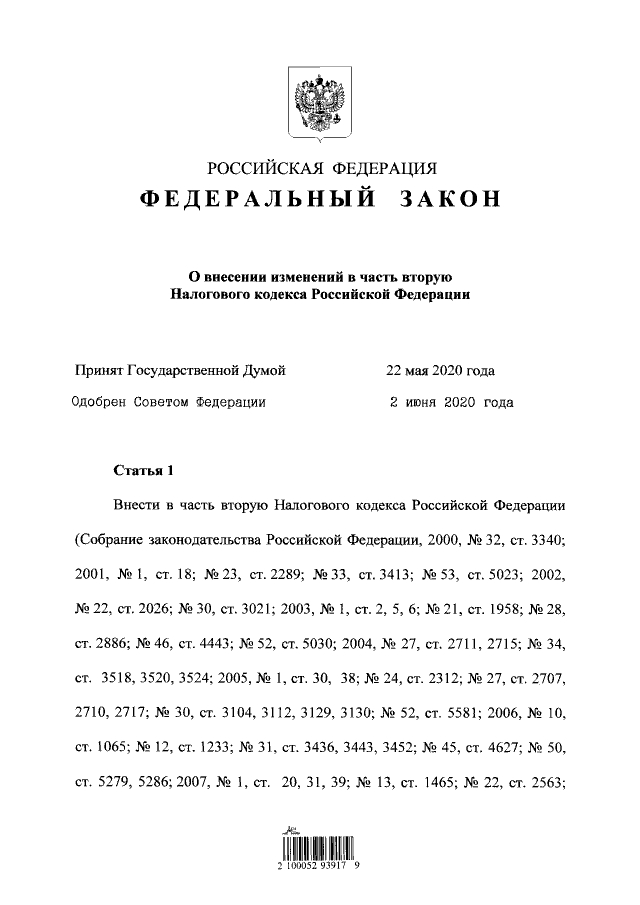 РОССИЙСКАЯ ФЕДЕРАЦИЯ
ФЕДЕРАЛЬНЫЙ ЗАКОН
О внесении изменений в часть вторую
Налогового кодекса Российской Федерации
Принят Государственной Думой 22 мая 2020 года
Одобрен Советом Федерации 2 июня 2020 года
Статья 1
Внести в часть вторую Налогового кодекса Российской Федерации
(Собрание законодательства Российской Федерации, 2000, № 32, ст. 3340;
2001, № 1, ст. 18; № 23, ст. 2289; № 33, ст. 3413; № 53, ст. 5023; 2002,
№ 22, ст. 2026; № 30, ст. 3021; 2003, № 1, ст. 2, 5, 6; № 21, ст. 1958; № 28,
ст. 2886; № 46, ст. 4443; № 52, ст. 5030; 2004, № 27, ст. 2711, 2715; № 34,
ст. 3518, 3520, 3524; 2005, № 1, ст. 30, 38; № 24, ст. 2312; № 27, ст. 2707,
2710, 2717; № 30, ст. 3104, 3112, 3129, 3130; № 52, ст. 5581; 2006, № 10,
ст. 1065; № 12, ст. 1233; № 31, ст. 3436, 3443, 3452; № 45, ст. 4627; № 50,
ст. 5279, 5286; 2007, № 1, ст. 20, 31, 39; № 13, ст. 1465; № 22, ст. 2563;
2 100052 93917 9